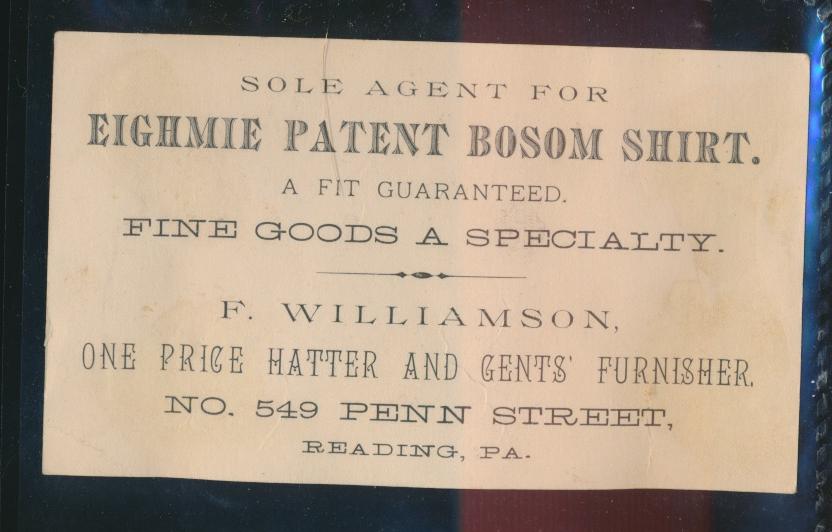 SOLE AGENT FOR
EIGHMIE PATENT BOSOM SHIRT.
A FIT GUARANTEED.
FINE GOODS A SPECIALTY.
F. WILLIAMSON,
ONE PRICE HATTER AND GENTS' FURNISHER.
NO. 549 PENN STREET,
READING, PA.